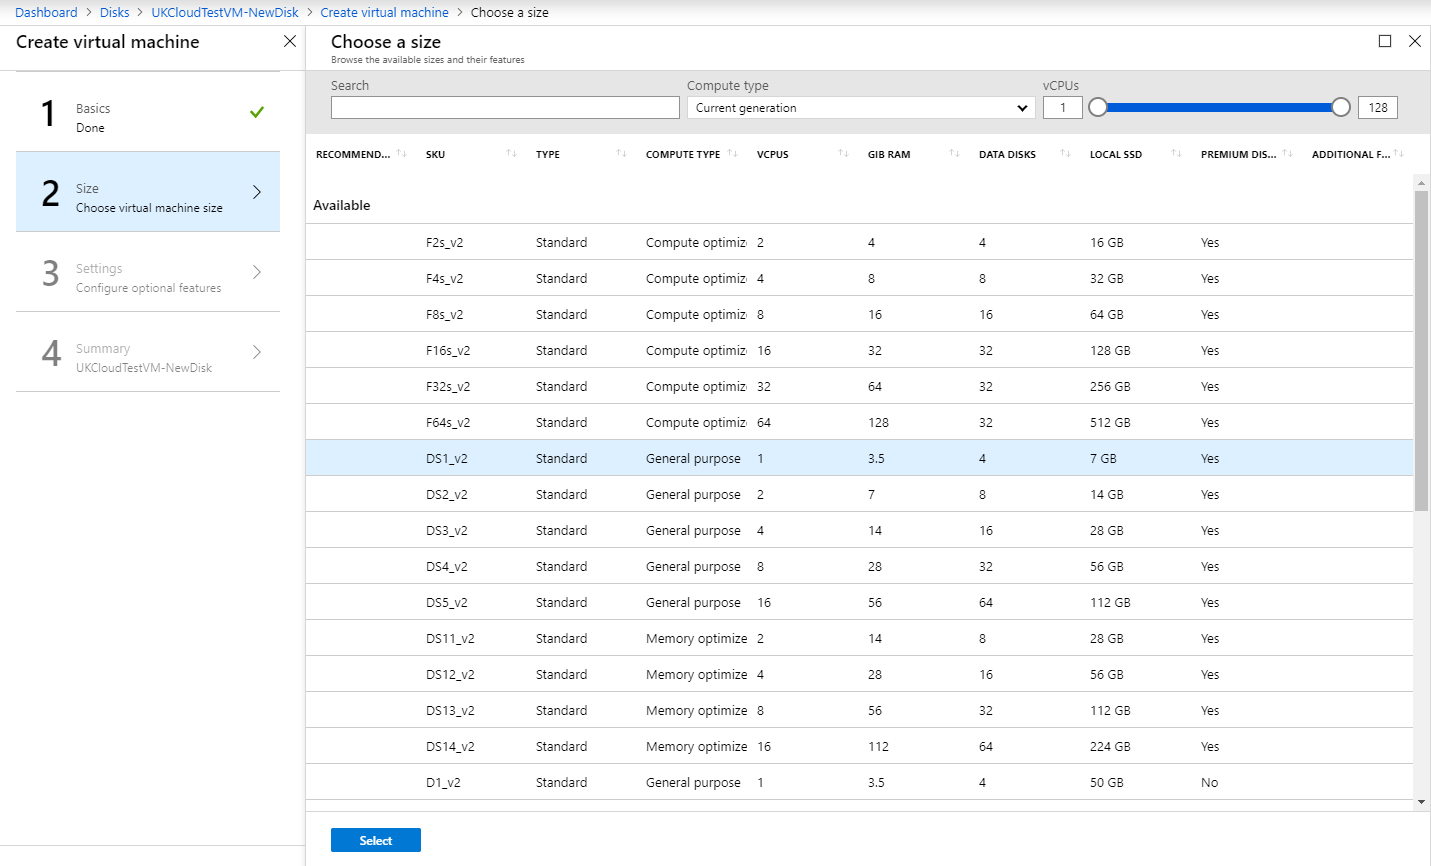 Dashboard > Disks > UKCloudTestVM-NewDisk > Create virtual machine > Choose a size
Create virtual machine
1 Basics
Done
2 Size
Choose virtual machine size
3 Settings
Configure optional features
4 Summary
UKCloudTestVM-NewDisk
Choose a size
Browse the available sizes and their features
Search Compute type vCPUs
Current generation 1 128
RECOMMEND... SKU TYPE COMPUTE TYPE VCPUS GIB RAM DATA DISKS LOCAL SSD PREMIUM DIS... ADDITIONAL F...
Available
F2s_v2 Standard Compute optimiz 2 4 4 16 GB Yes
F4s_v2 Standard Compute optimiz 4 8 8 32 GB Yes
F8s_v2 Standard Compute optimiz 8 16 16 64 GB Yes
F16s_v2 Standard Compute optimiz 16 32 32 128 GB Yes
F32s_v2 Standard Compute optimiz 32 64 32 256 GB Yes
F64s_v2 Standard Compute optimiz 64 128 32 512 GB Yes
DS1_v2 Standard General purpose 1 3.5 4 7 GB Yes
DS2_v2 Standard General purpose 2 7 8 14 GB Yes
DS3_v2 Standard General purpose 4 14 16 28 GB Yes
DS4_v2 Standard General purpose 8 28 32 56 GB Yes
DS5_v2 Standard General purpose 16 56 64 112 GB Yes
DS11_v2 Standard Memory optimize 2 14 8 28 GB Yes
DS12_v2 Standard Memory optimize 4 28 16 56 GB Yes
DS13_v2 Standard Memory optimize 8 56 32 112 GB Yes
DS14_v2 Standard Memory optimize 16 112 64 224 GB Yes
D1_v2 Standard General purpose 1 3.5 4 50 GB No
Select